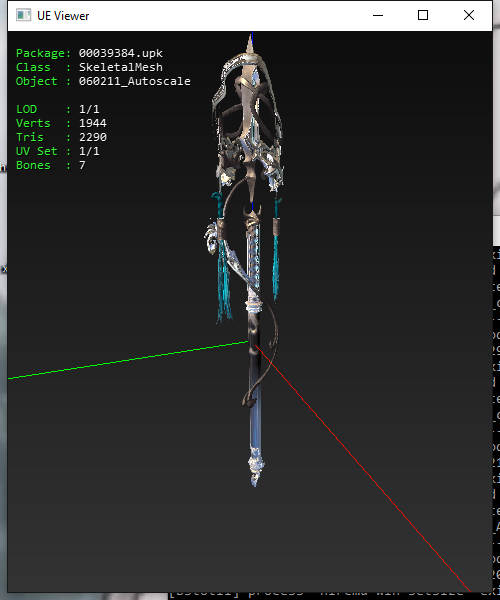 UE Viewer
Package: 00039384.upk
Class : SkeletalMesh
Object : 060211_Autoscale
LOD : 1/1
Verts : 1944
Tris : 2290
UV Set : 1/1
Bones : 7